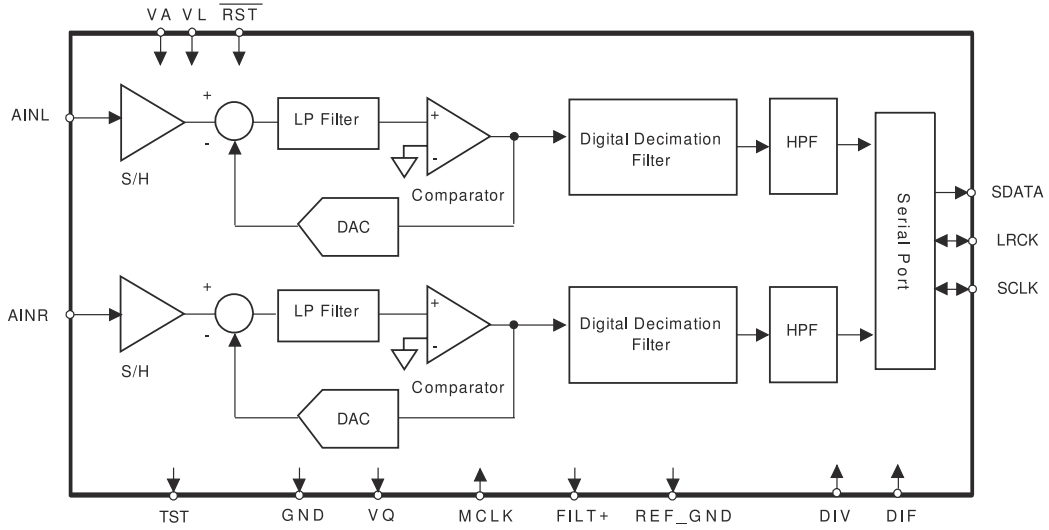 VA VL RST
AINL
+
-
S/H
LP Filter
+
-
Comparator
DAC
Digital Decimation
Filter
HPF
Serial Port
SDATA
LRCK
SCLK
AINR
+
-
S/H
LP Filter
+
-
Comparator
DAC
Digital Decimation
Filter
HPF
TST GND VQ MCLK FILT+ REF_GND DIV DIF